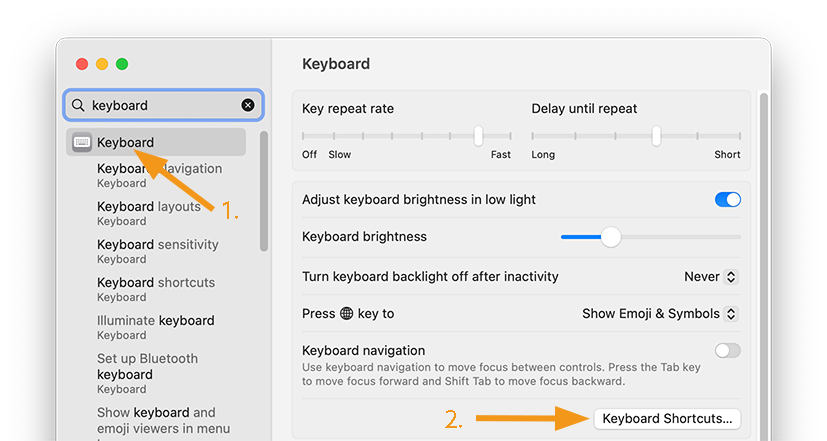 Keyboard
keyboard
Key repeat rate
Delay until repeat
Off Slow Fast
Long Short
Keyboard
Keyboard navigation
Keyboard
1.
Keyboard layouts
Keyboard
Keyboard sensitivity
Keyboard
Keyboard shortcuts
Keyboard
Illuminate keyboard
Keyboard
Set up Bluetooth
keyboard
Keyboard
Show keyboard and
emoji viewers in menu
Adjust keyboard brightness in low light
Keyboard brightness
Turn keyboard backlight off after inactivity Never
Press key to Show Emoji & Symbols
Keyboard navigation
Use keyboard navigation to move focus between controls. Press the Tab key
to move focus forward and Shift Tab to move focus backward.
2.
Keyboard Shortcuts...